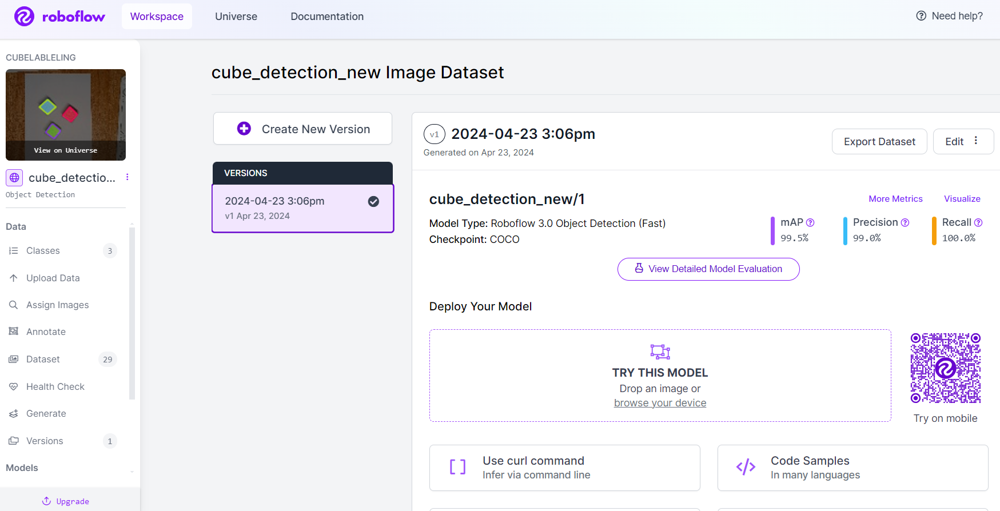 roboflow
Workspace
Universe
Documentation
Need help?
CUBELABLELING
View on Universe
cube_detectio...
Object Detection
Data
Classes 3
Upload Data
Assign Images
Annotate
Dataset 29
Health Check
Generate
Versions 1
Models
Upgrade
cube_detection_new Image Dataset
Create New Version
VERSIONS
2024-04-23 3:06pm
v1 Apr 23, 2024
v1 2024-04-23 3:06pm
Generated on Apr 23, 2024
Export Dataset
Edit
cube_detection_new/1
More Metrics
Visualize
Model Type: Roboflow 3.0 Object Detection (Fast)
Checkpoint: COCO
mAP
99.5%
Precision
99.0%
Recall
100.0%
View Detailed Model Evaluation
Deploy Your Model
TRY THIS MODEL
Drop an image or
browse your device
Try on mobile
Use curl command
Infer via command line
Code Samples
In many languages